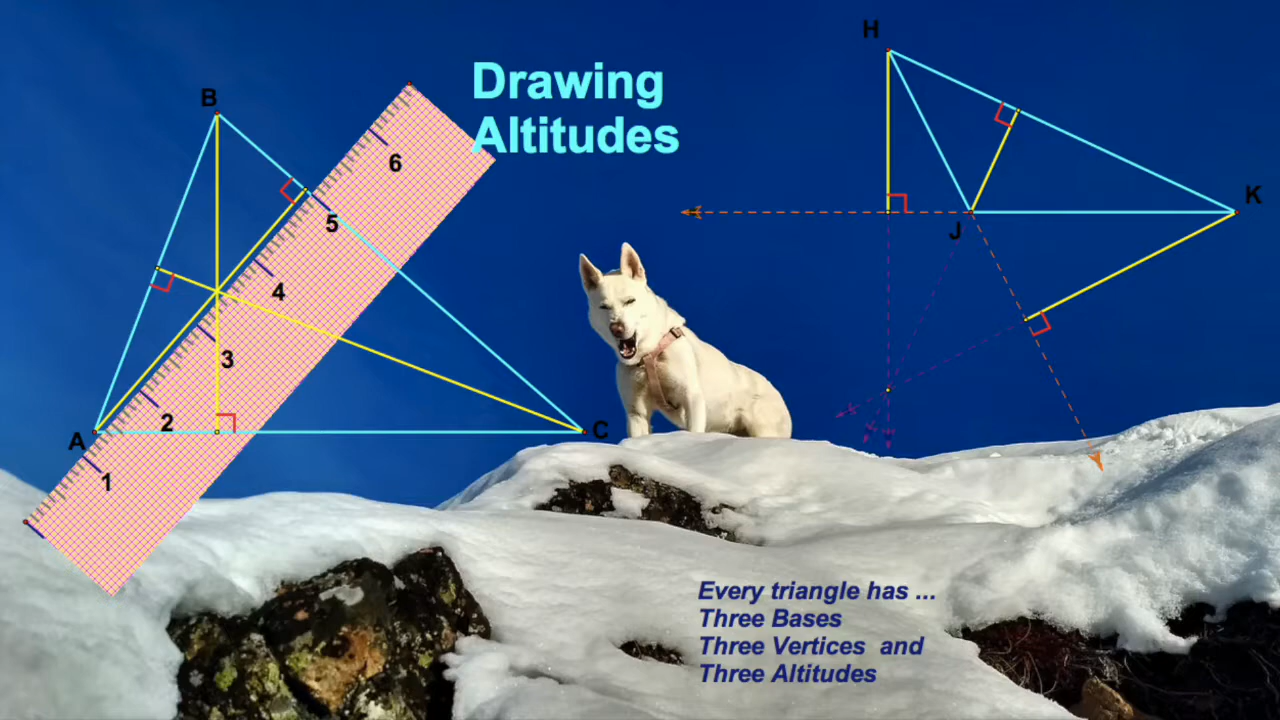 H
Drawing
Altitudes
B
6
K
5
J
4
3
2
A
C
1
Every triangle has ...
Three Bases
Three Vertices and
Three Altitudes